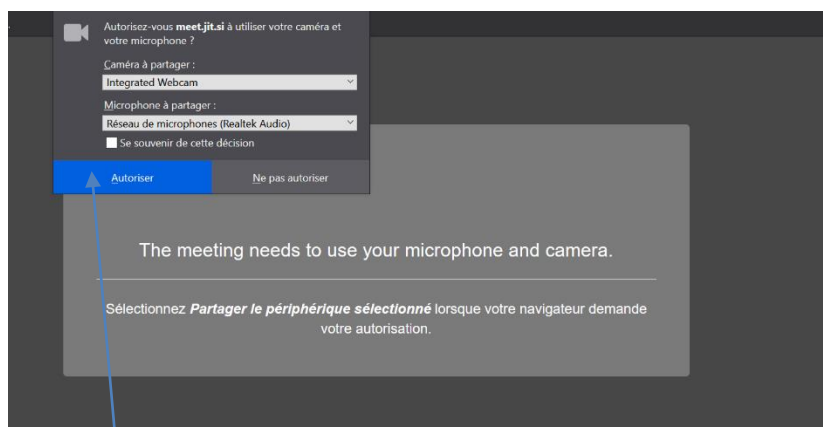 Autorisez-vous meet.jit.si à utiliser votre caméra et
votre microphone ?
Caméra à partager :
Integrated Webcam
Microphone à partager :
Réseau de microphones (Realtek Audio)
Se souvenir de cette décision
Autoriser
Ne pas autoriser
The meeting needs to use your microphone and camera.
Sélectionnez Partager le périphérique sélectionné lorsque votre navigateur demande
votre autorisation.